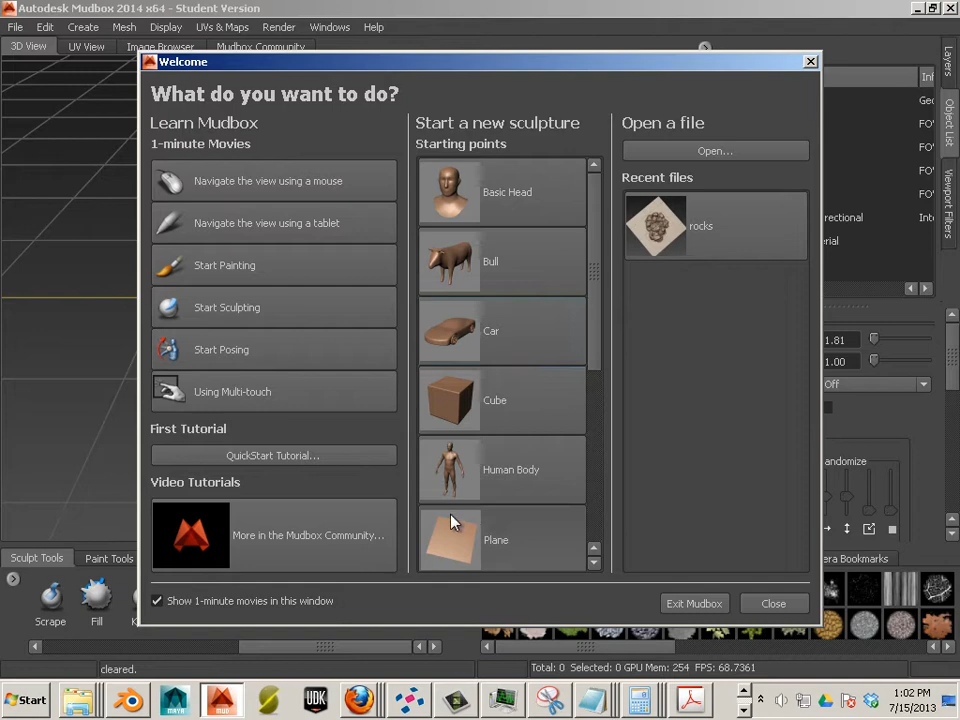 Autodesk Mudbox 2014 x64 - Student Version
File Edit Create Mesh Display UVs & Maps Render Windows Help
3D View UV View Image Browser Mudbox Community
Welcome
What do you want to do?
Learn Mudbox
1-minute Movies
Navigate the view using a mouse
Navigate the view using a tablet
Start Painting
Start Sculpting
Start Posing
Using Multi-touch
First Tutorial
QuickStart Tutorial...
Video Tutorials
More in the Mudbox Community...
Show 1-minute movies in this window
Start a new sculpture
Starting points
Basic Head
Bull
Car
Cube
Human Body
Plane
Open a file
Open...
Recent files
rocks
Exit Mudbox Close
Layers
Object List
Viewport Filters
Inf
Geo
FO
FO
FO
FO
rectional Inte
erial
1.81
1.00
Off
andomize
Sculpt Tools Paint Tools
era Bookmarks
Scrape Fill K
cleared.
Total: 0 Selected: 0 GPU Mem: 254 FPS: 68.7361
Start
MAYA
MUD
UDK
1:02 PM
7/15/2013